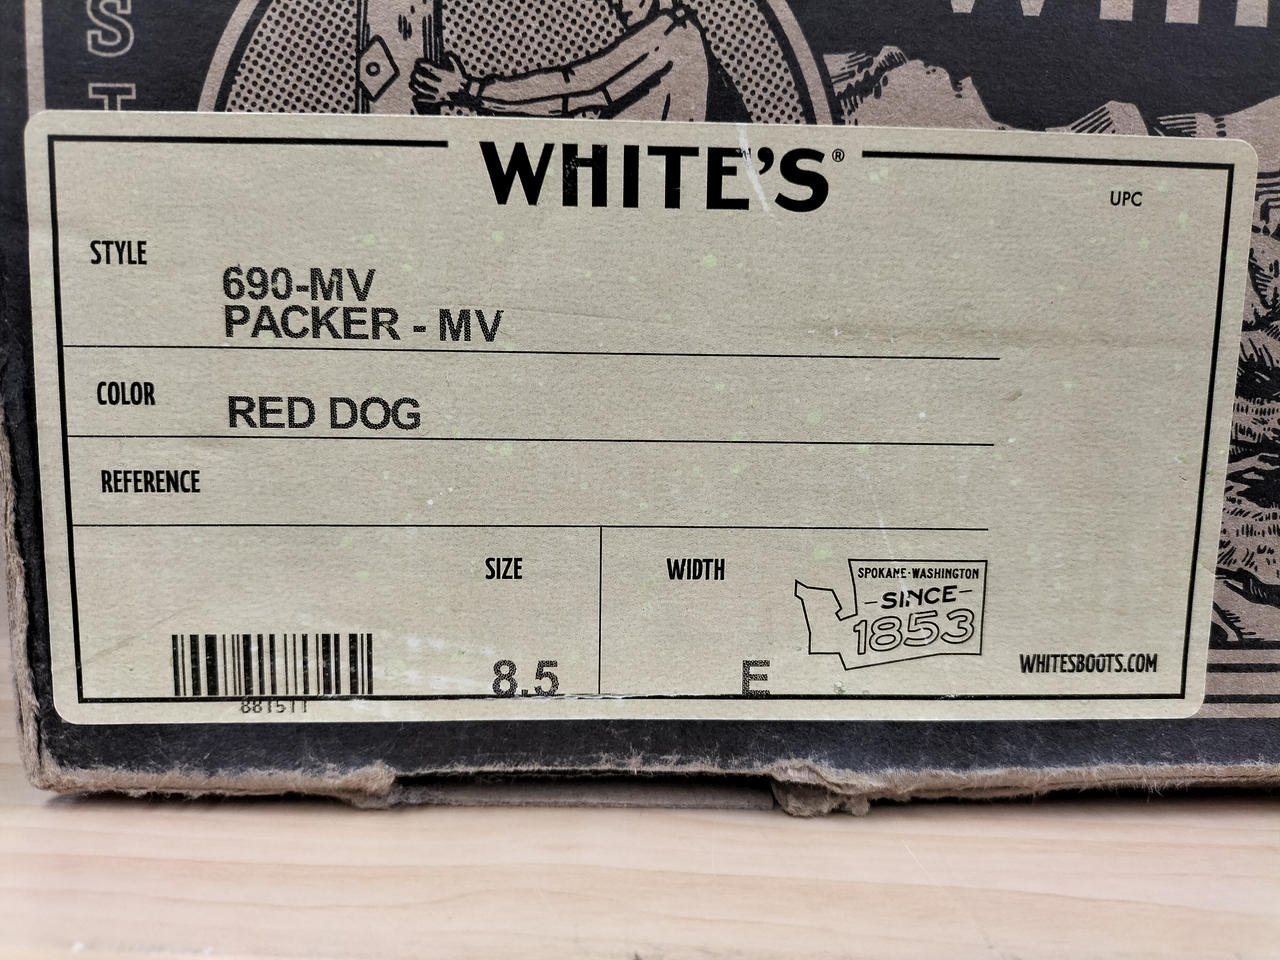 WHITE'S®
UPC
STYLE
690-MV
PACKER - MV
COLOR
RED DOG
REFERENCE
SIZE
WIDTH
SPOKANE·WASHINGTON
-SINCE-
1853
8.5
E
WHITESBOOTS.COM
881511